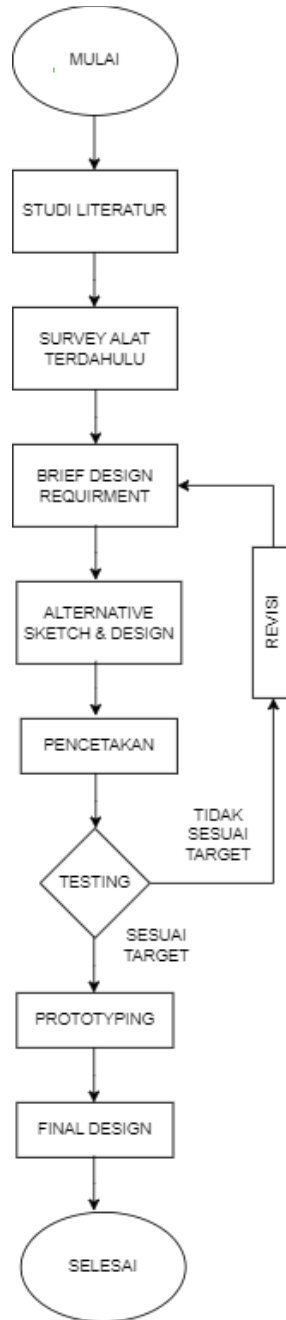 MULAI
STUDI LITERATUR
SURVEY ALAT
TERDAHULU
BRIEF DESIGN
REQUIRMENT
ALTERNATIVE
SKETCH & DESIGN
REVISI
PENCETAKAN
TIDAK
SESUAI
TARGET
TESTING
SESUAI
TARGET
PROTOTYPING
FINAL DESIGN
SELESAI